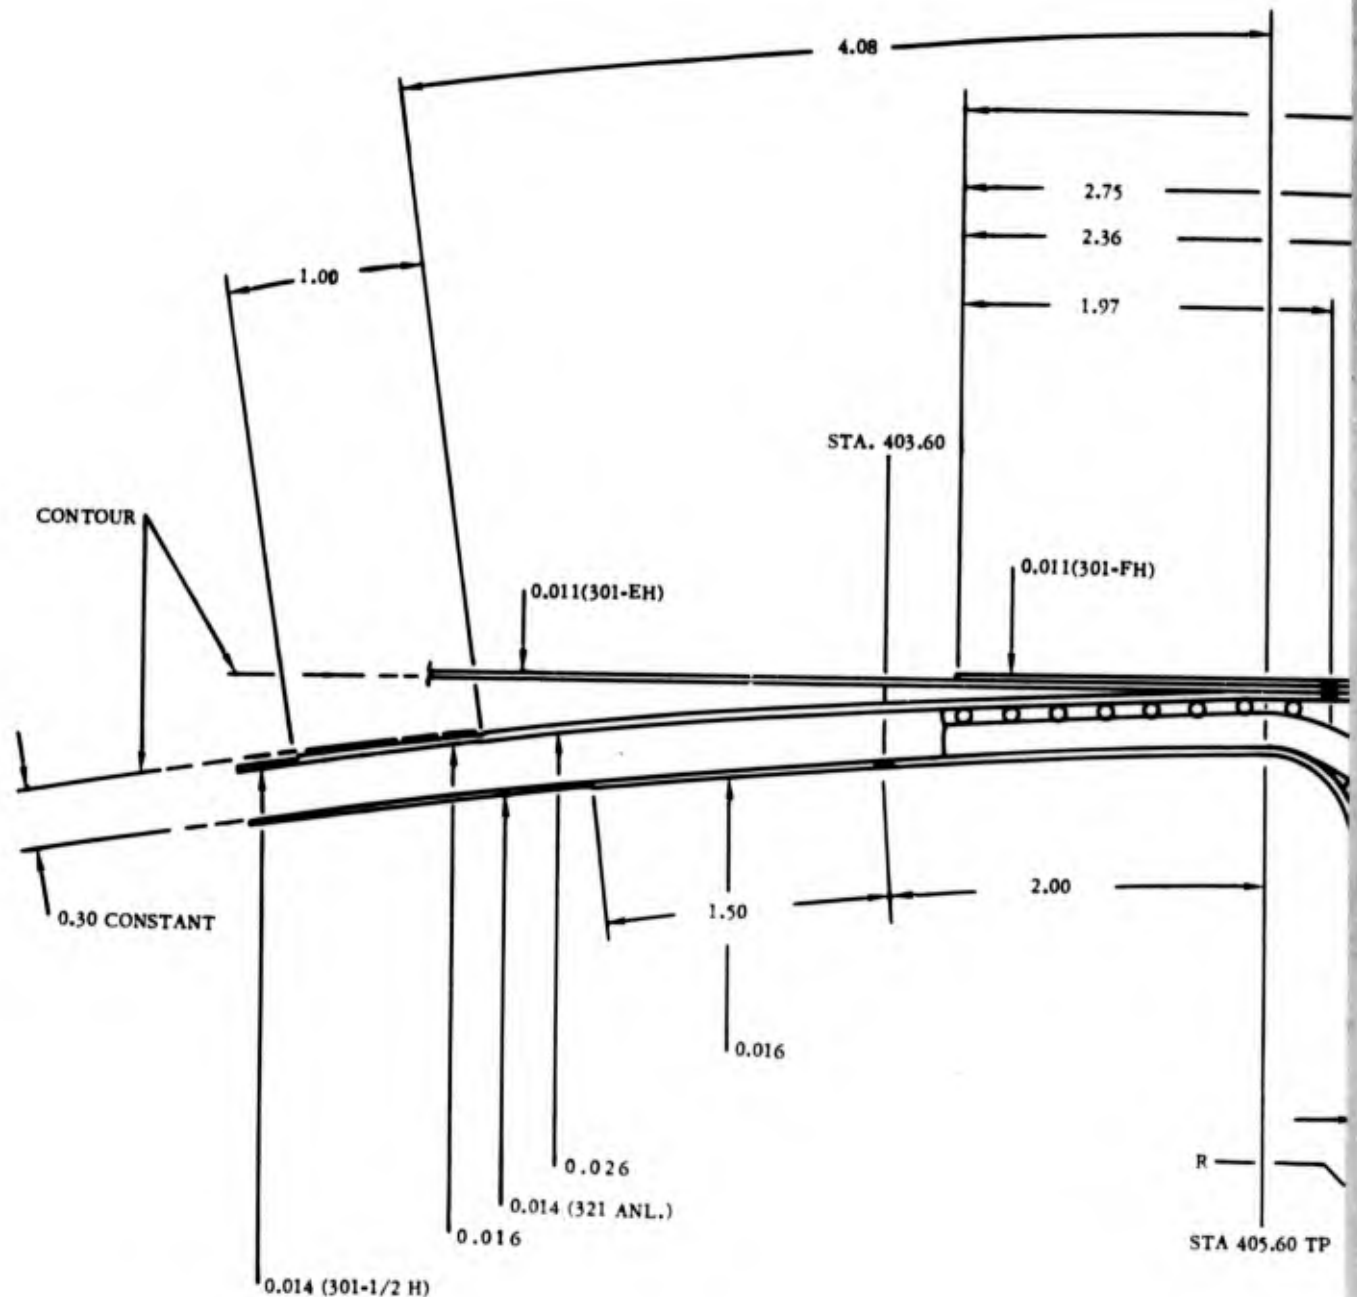 4.08
2.75
2.36
1.00
1.97
STA. 403.60
CONTOUR
0.011(301-EH)
0.011(301-FH)
0.30 CONSTANT
1.50
2.00
0.016
0.026
R
0.014 (321 ANL.)
0.016
STA 405.60 TP
0.014 (301-1/2 H)